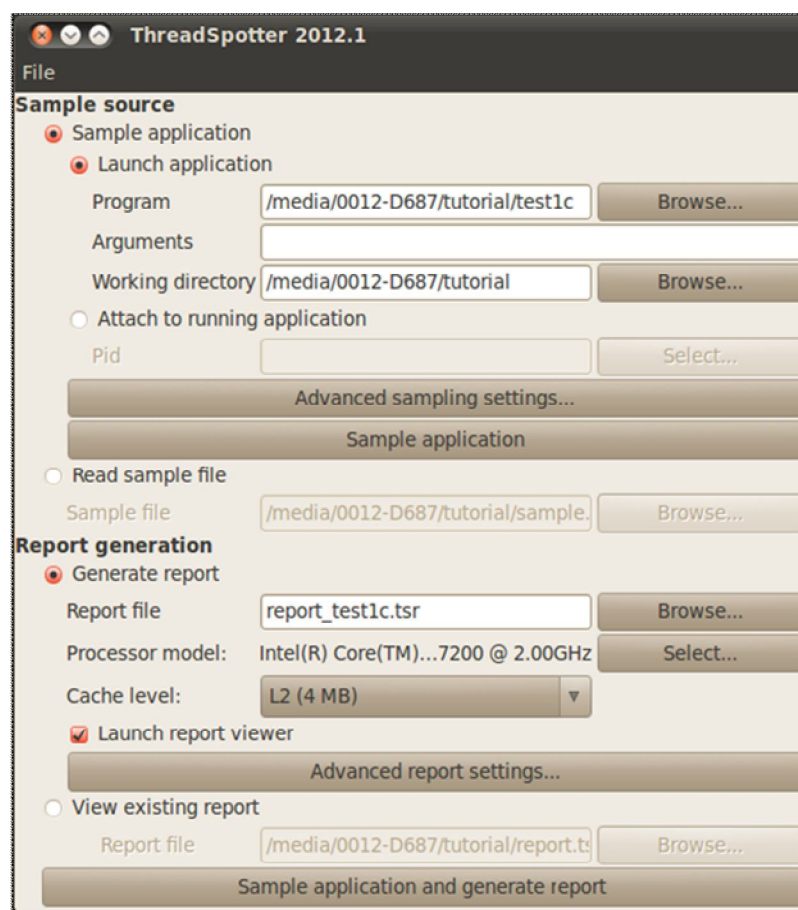 ThreadSpotter 2012.1
File
Sample source
Sample application
Launch application
Program /media/0012-D687/tutorial/test1c Browse...
Arguments
Working directory /media/0012-D687/tutorial Browse...
Attach to running application
Pid Select...
Advanced sampling settings...
Sample application
Read sample file
Sample file /media/0012-D687/tutorial/sample. Browse...
Report generation
Generate report
Report file report_test1c.tsr Browse...
Processor model: Intel(R) Core(TM)...7200 @ 2.00GHz Select...
Cache level: L2 (4 MB)
Launch report viewer
Advanced report settings...
View existing report
Report file /media/0012-D687/tutorial/report.ts Browse...
Sample application and generate report